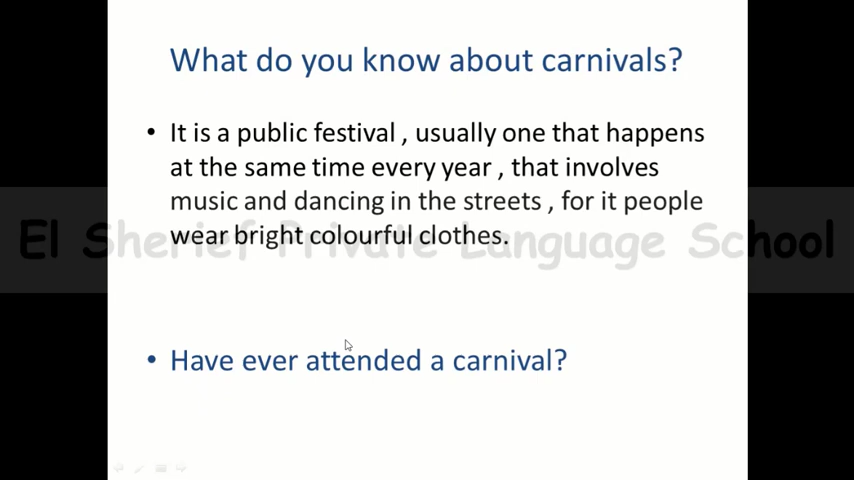 What do you know about carnivals?
• It is a public festival , usually one that happens
at the same time every year , that involves
music and dancing in the streets , for it people
wear bright colourful clothes.
El Sherief Private Language School
• Have ever attended a carnival?